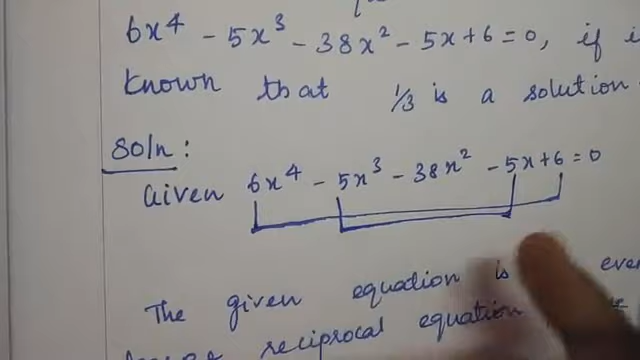 6x⁴ - 5x³ - 38x² - 5x + 6 = 0, if
known that 1/3 is a solution
Soln :
Given 6x⁴ - 5x³ - 38x² - 5x + 6 = 0
The given equation is
reciprocal equation